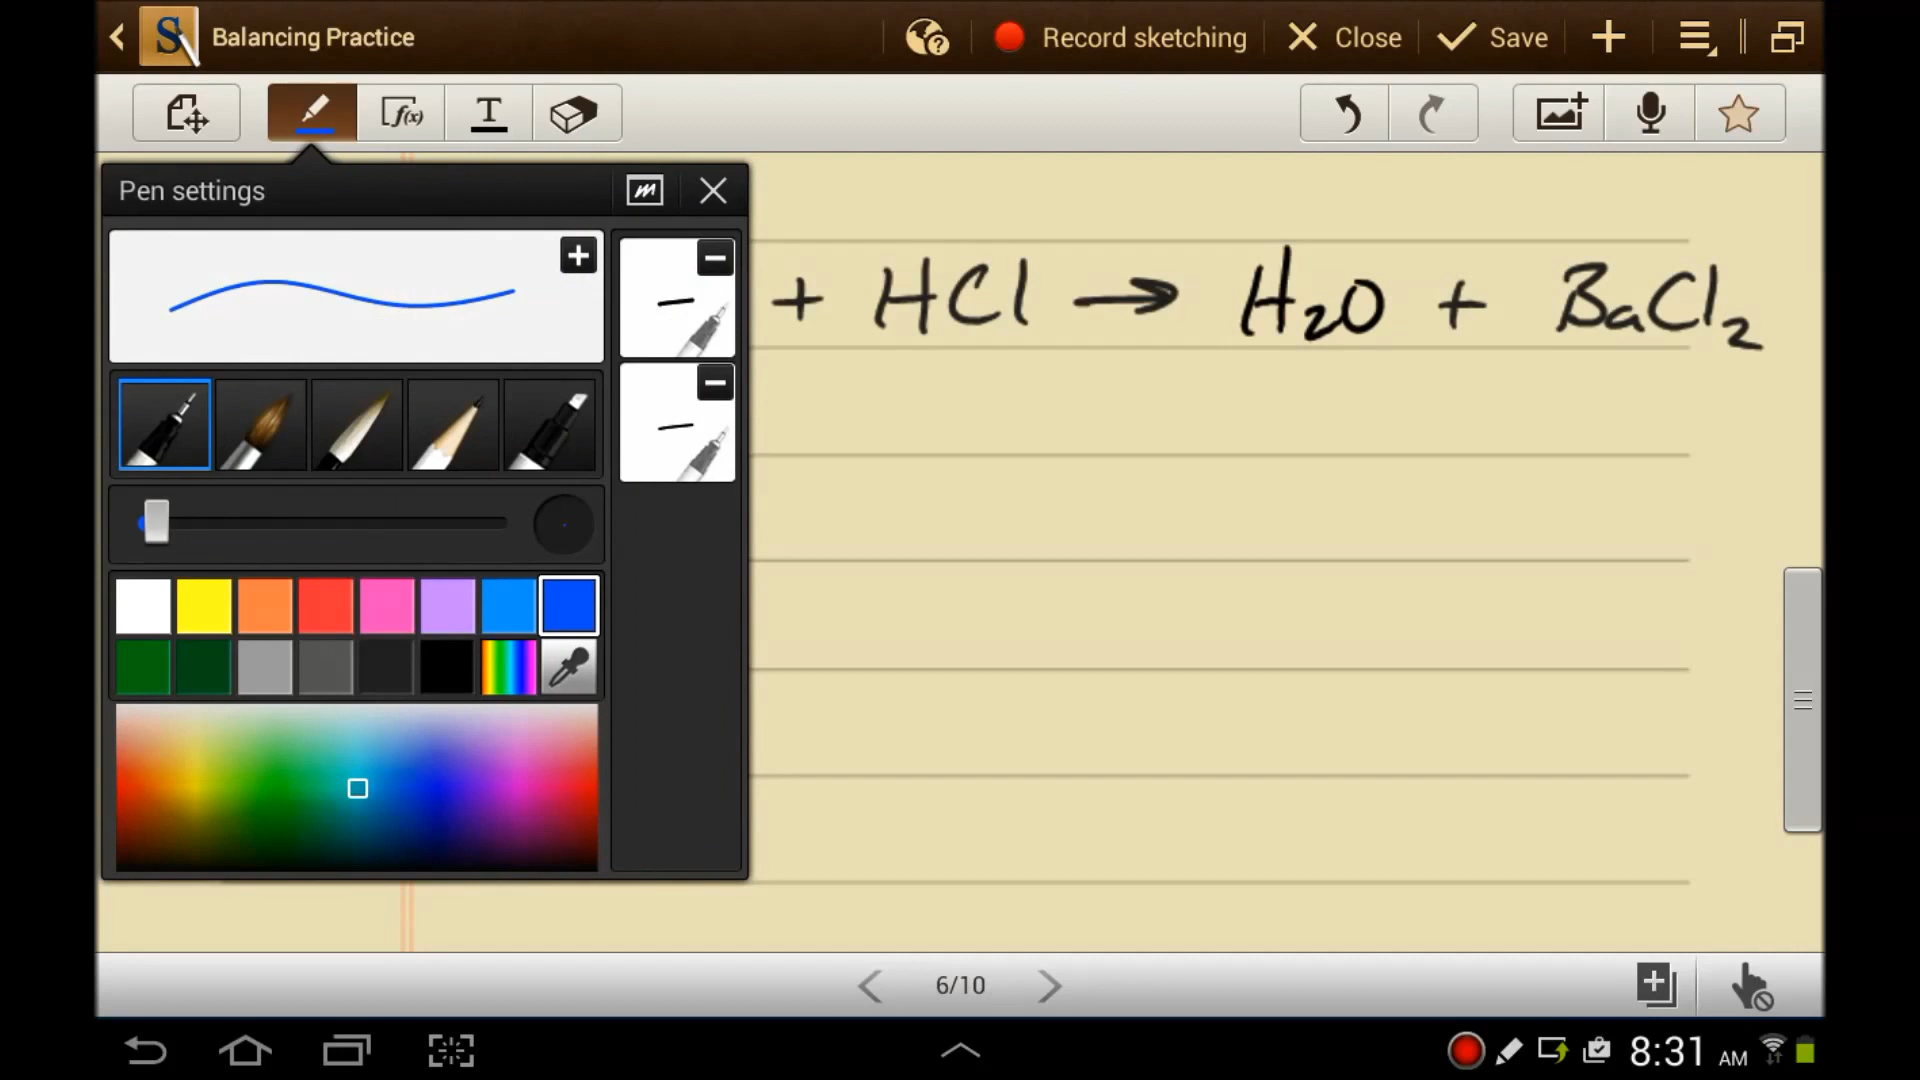 S Balancing Practice Record sketching Close Save
f(x) T
Pen settings
+ HCl → H₂O + BaCl₂
6/10
8:31 AM